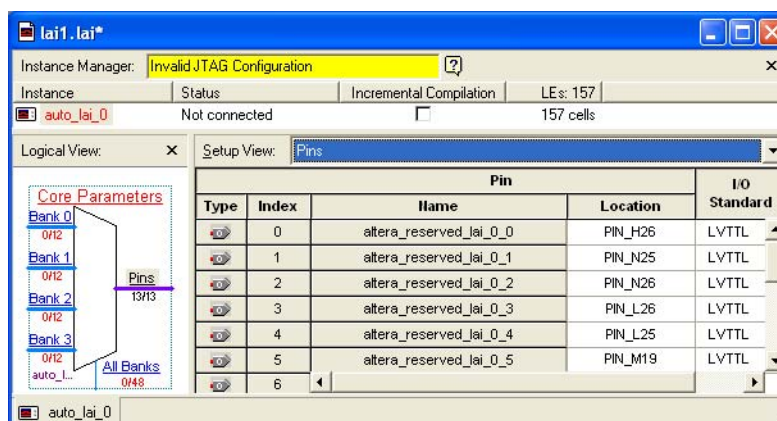 lai1.lai*
Instance Manager: Invalid JTAG Configuration
Instance Status Incremental Compilation LEs: 157
auto_lai_0 Not connected 157 cells
Logical View: Setup View: Pins
Core Parameters
Bank 0
0/12
Bank 1
0/12
Bank 2
0/12
Bank 3
0/12
auto_l...
Pins
13/13
All Banks
0/48
Pin I/O Standard
Type Index Name Location
0 altera_reserved_lai_0_0 PIN_H26 LVTTL
1 altera_reserved_lai_0_1 PIN_N25 LVTTL
2 altera_reserved_lai_0_2 PIN_N26 LVTTL
3 altera_reserved_lai_0_3 PIN_L26 LVTTL
4 altera_reserved_lai_0_4 PIN_L25 LVTTL
5 altera_reserved_lai_0_5 PIN_M19 LVTTL
6
auto_lai_0